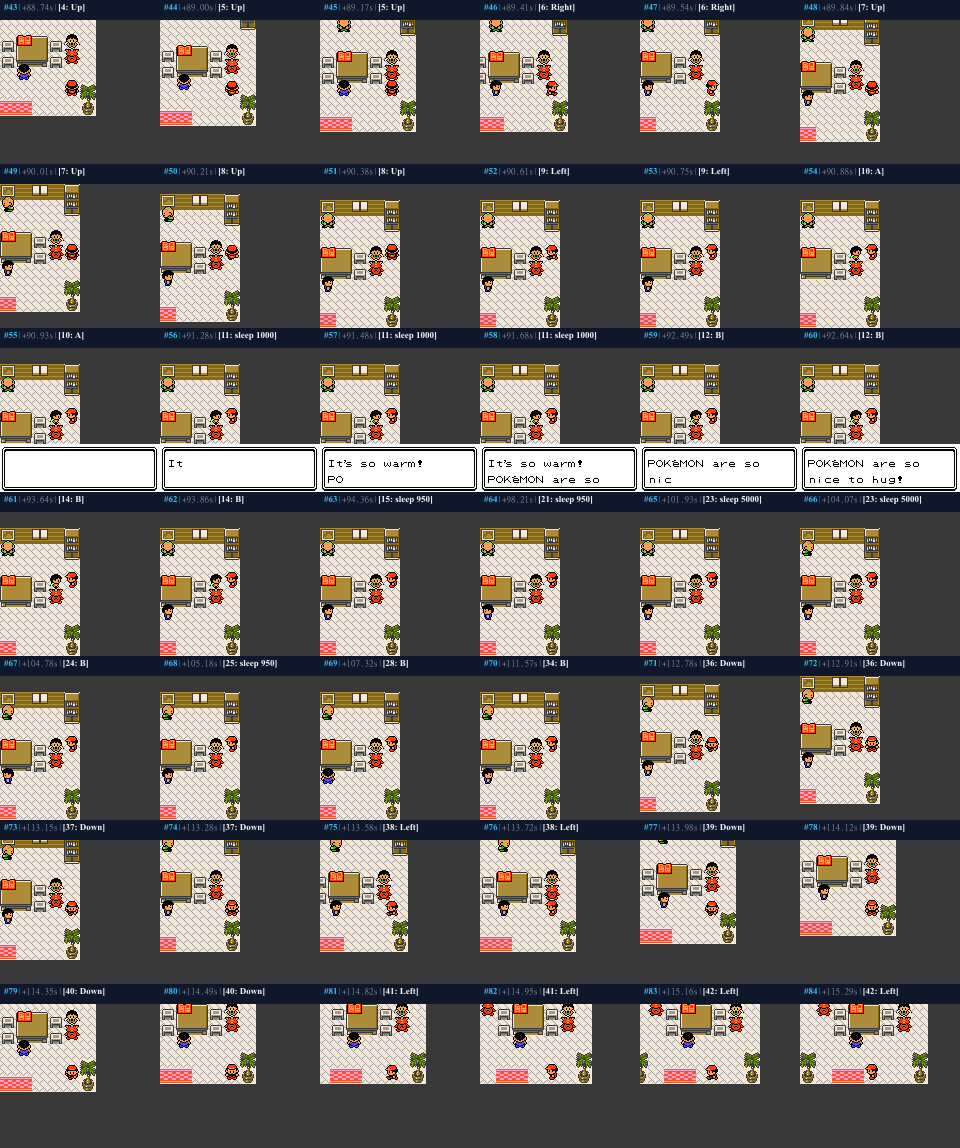 #43|+88.74s|[4: Up]
#44|+89.00s|[5: Up]
#45|+89.17s|[5: Up]
#46|+89.41s|[6: Right]
#47|+89.54s|[6: Right]
#48|+89.84s|[7: Up]
#49|+90.01s|[7: Up]
#50|+90.21s|[8: Up]
#51|+90.38s|[8: Up]
#52|+90.61s|[9: Left]
#53|+90.75s|[9: Left]
#54|+90.88s|[10: A]
#55|+90.93s|[10: A]
#56|+91.28s|[11: sleep 1000]
#57|+91.48s|[11: sleep 1000]
#58|+91.68s|[11: sleep 1000]
#59|+92.49s|[12: B]
#60|+92.64s|[12: B]
It
It's so warm!
PO
It's so warm!
POKéMON are so
POKéMON are so
nic
POKéMON are so
nice to hug!
#61|+93.64s|[14: B]
#62|+93.86s|[14: B]
#63|+94.36s|[15: sleep 950]
#64|+98.21s|[21: sleep 950]
#65|+101.93s|[23: sleep 5000]
#66|+104.07s|[23: sleep 5000]
#67|+104.78s|[24: B]
#68|+105.18s|[25: sleep 950]
#69|+107.32s|[28: B]
#70|+111.57s|[34: B]
#71|+112.78s|[36: Down]
#72|+112.91s|[36: Down]
#73|+113.15s|[37: Down]
#74|+113.28s|[37: Down]
#75|+113.58s|[38: Left]
#76|+113.72s|[38: Left]
#77|+113.98s|[39: Down]
#78|+114.12s|[39: Down]
#79|+114.35s|[40: Down]
#80|+114.49s|[40: Down]
#81|+114.82s|[41: Left]
#82|+114.95s|[41: Left]
#83|+115.16s|[42: Left]
#84|+115.29s|[42: Left]